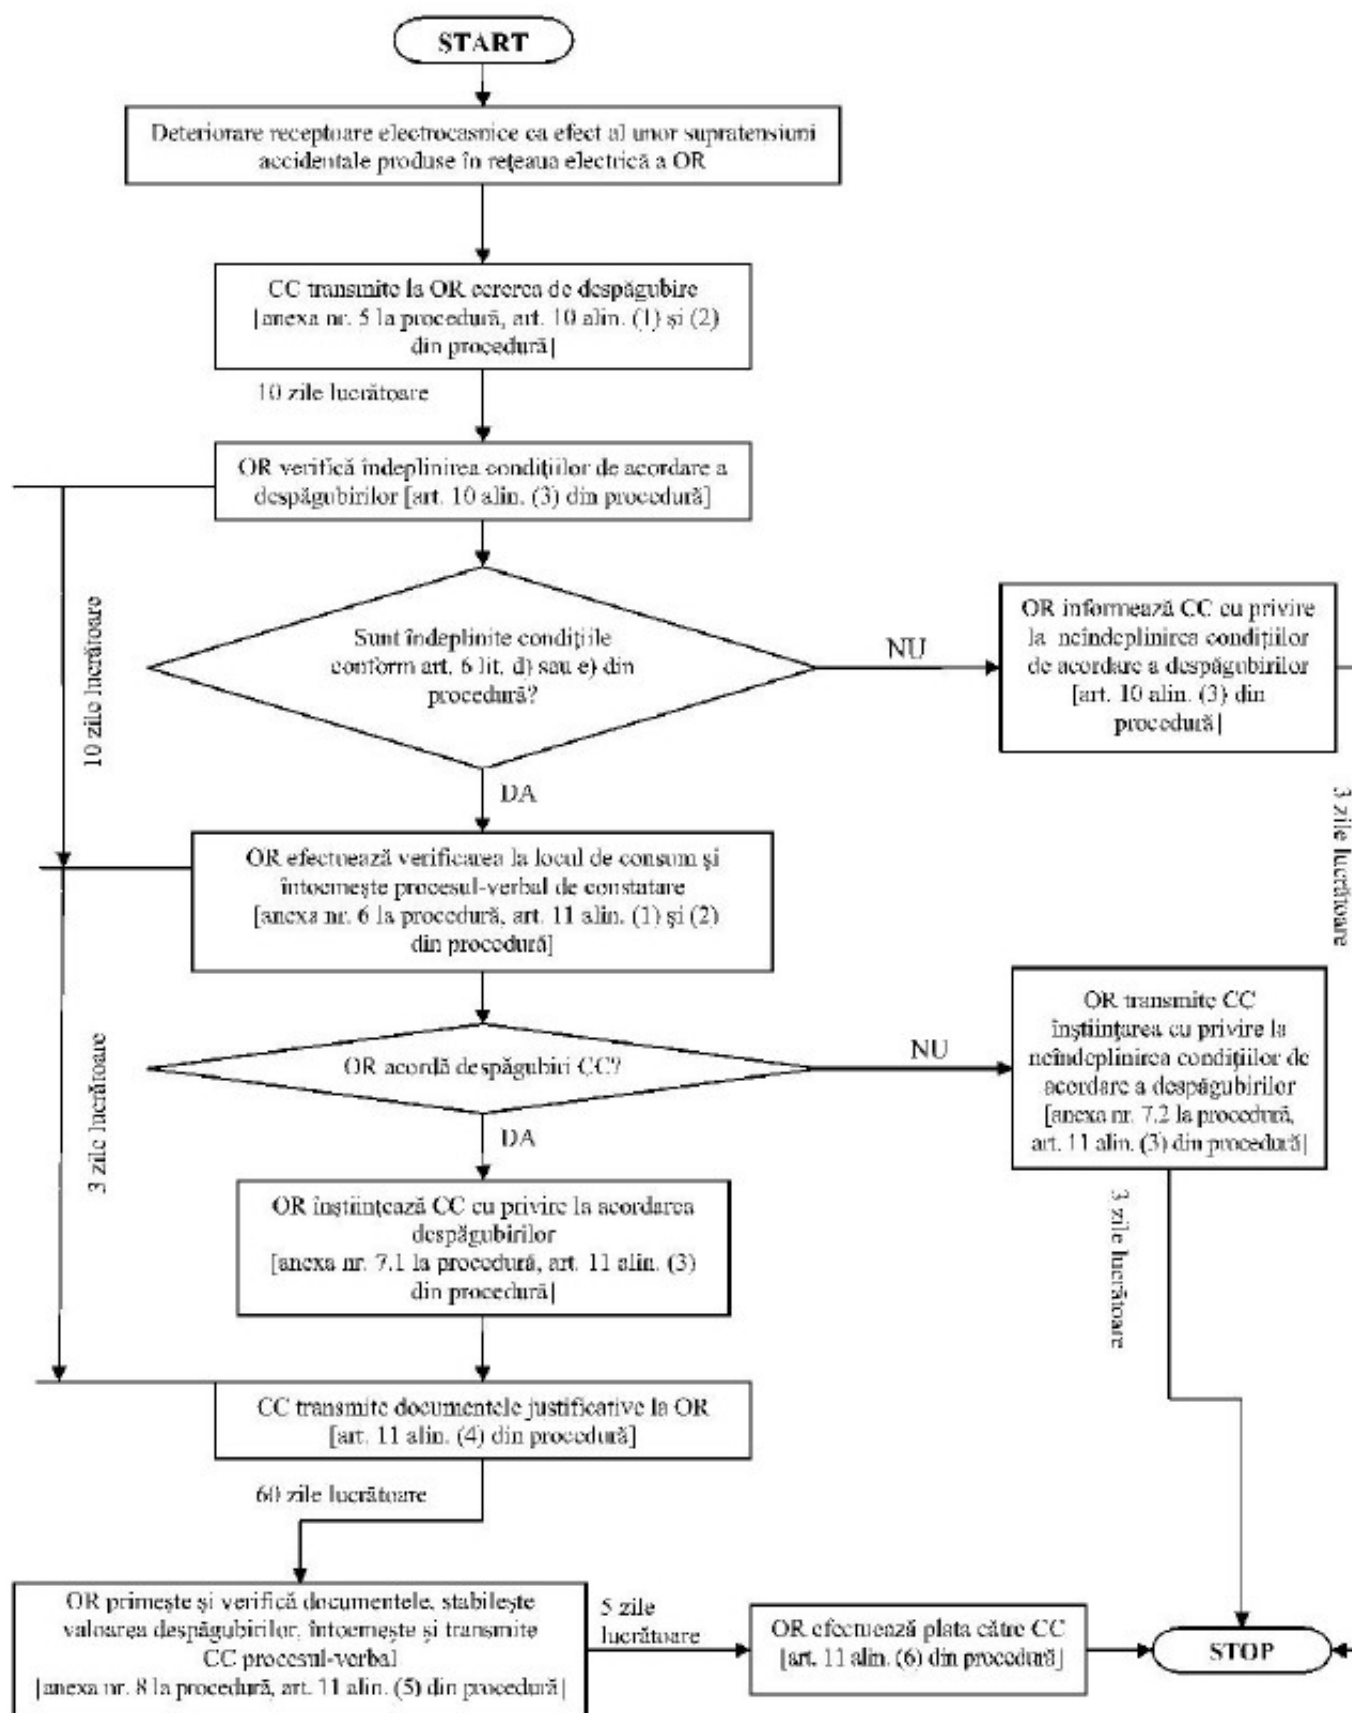 START
Deteriorare receptoare electrocasnice ca efect al unor supratensiuni
accidentale produse în rețeaua electrică a OR
CC transmite la OR cererea de despăgubire
[anexa nr. 5 la procedură, art. 10 alin. (1) și (2)
din procedură]
10 zile lucrătoare
OR verifică îndeplinirea condițiilor de acordare a
despăgubirilor [art. 10 alin. (3) din procedură]
10 zile lucrătoare
Sunt îndeplinite condițiile
conform art. 6 lit. d) sau e) din
procedură?
NU
OR informează CC cu privire
la neîndeplinirea condițiilor
de acordare a despăgubirilor
[art. 10 alin. (3) din
procedură]
3 zile lucrătoare
DA
OR efectuează verificarea la locul de consum și
întocmește procesul-verbal de constatare
[anexa nr. 6 la procedură, art. 11 alin. (1) și (2)
din procedură]
3 zile lucrătoare
OR acordă despăgubiri CC?
NU
OR transmite CC
înștiințarea cu privire la
neîndeplinirea condițiilor de
acordare a despăgubirilor
[anexa nr. 7.2 la procedură,
art. 11 alin. (3) din procedură]
3 zile lucrătoare
DA
OR înștiințează CC cu privire la acordarea
despăgubirilor
[anexa nr. 7.1 la procedură, art. 11 alin. (3)
din procedură]
CC transmite documentele justificative la OR
[art. 11 alin. (4) din procedură]
60 zile lucrătoare
OR primește și verifică documentele, stabilește
valoarea despăgubirilor, întocmește și transmite
CC procesul-verbal
[anexa nr. 8 la procedură, art. 11 alin. (5) din procedură]
5 zile
lucrătoare
OR efectuează plata către CC
[art. 11 alin. (6) din procedură]
STOP